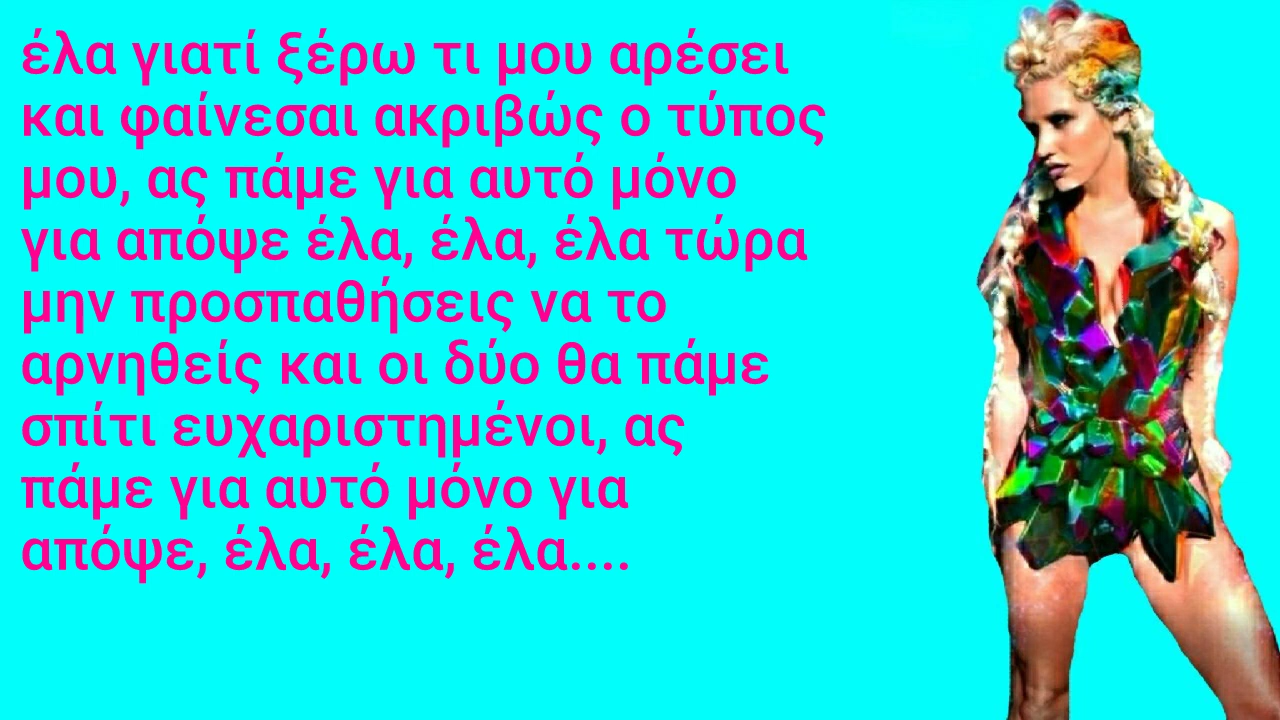 έλα γιατί ξέρω τι μου αρέσει
και φαίνεσαι ακριβώς ο τύπος
μου, ας πάμε για αυτό μόνο
για απόψε έλα, έλα, έλα τώρα
μην προσπαθήσεις να το
αρνηθείς και οι δύο θα πάμε
σπίτι ευχαριστημένοι, ας
πάμε για αυτό μόνο για
απόψε, έλα, έλα, έλα....